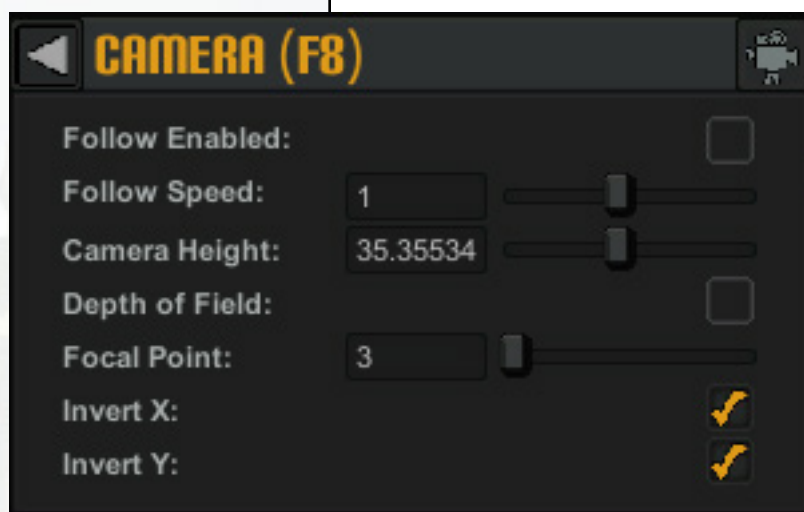 CAMERA (F8)
Follow Enabled:
Follow Speed: 1
Camera Height: 35.35534
Depth of Field:
Focal Point: 3
Invert X:
Invert Y: